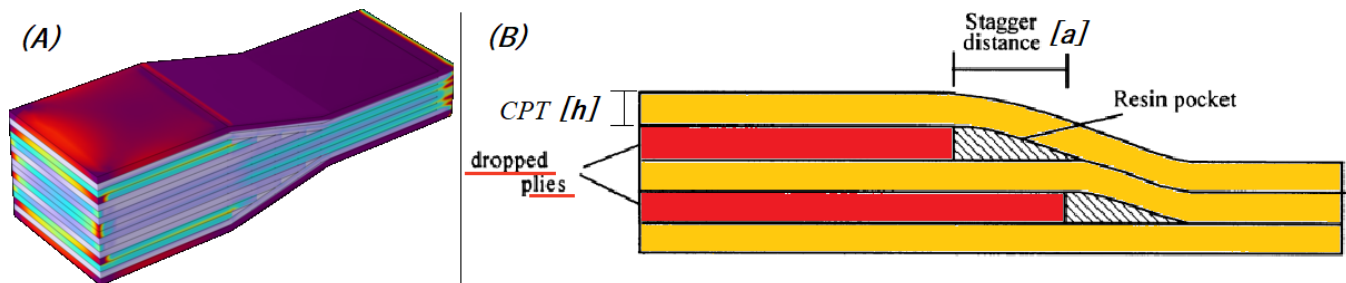 (A)
(B)
Stagger
distance [a]
CPT [h]
Resin pocket
dropped
plies